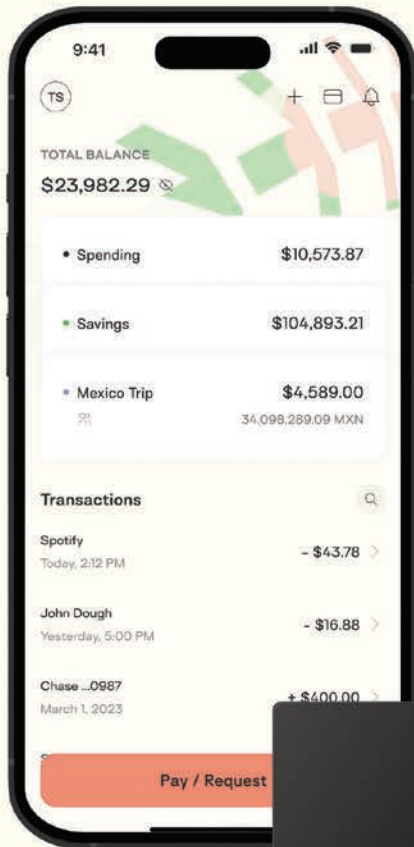 9:41
TS
TOTAL BALANCE
$23,982.29
Spending $10,573.87
Savings $104,893.21
Mexico Trip $4,589.00
34.098.289.09 MXN
Transactions
Spotify
Today, 2:12 PM
- $43.78
John Dough
Yesterday, 5:00 PM
- $16.88
Chase ...0987
March 1, 2023
+ $400.00
Pay / Request